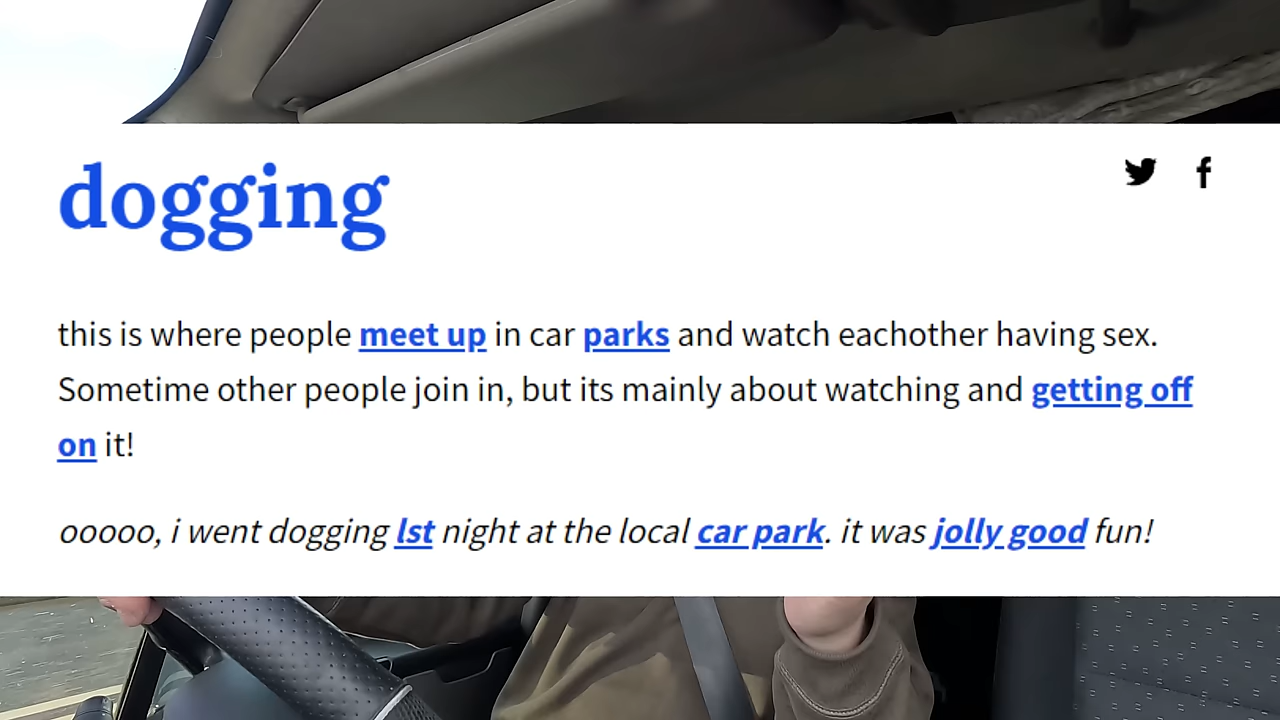 dogging
this is where people meet up in car parks and watch eachother having sex.
Sometime other people join in, but its mainly about watching and getting off
on it!
ooooo, i went dogging lst night at the local car park. it was jolly good fun!